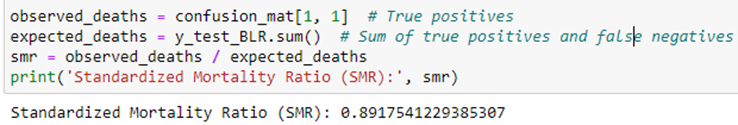 observed_deaths = confusion_mat[1, 1]  # True positives
expected_deaths = y_test_BLR.sum()  # Sum of true positives and false negatives
smr = observed_deaths / expected_deaths
print('Standardized Mortality Ratio (SMR):', smr)
Standardized Mortality Ratio (SMR): 0.8917541229385307